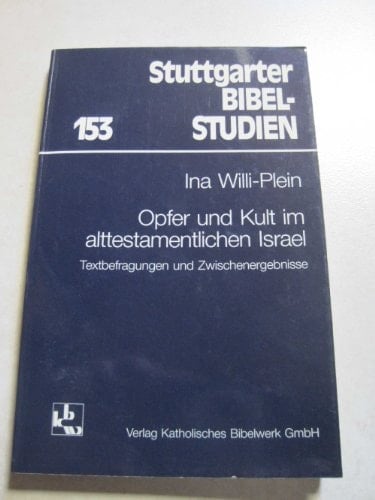 Stuttgarter
BIBEL-
STUDIEN
153
Ina Willi-Plein
Opfer und Kult im
alttestamentlichen Israel
Textbefragungen und Zwischenergebnisse
kbw
Verlag Katholisches Bibelwerk GmbH